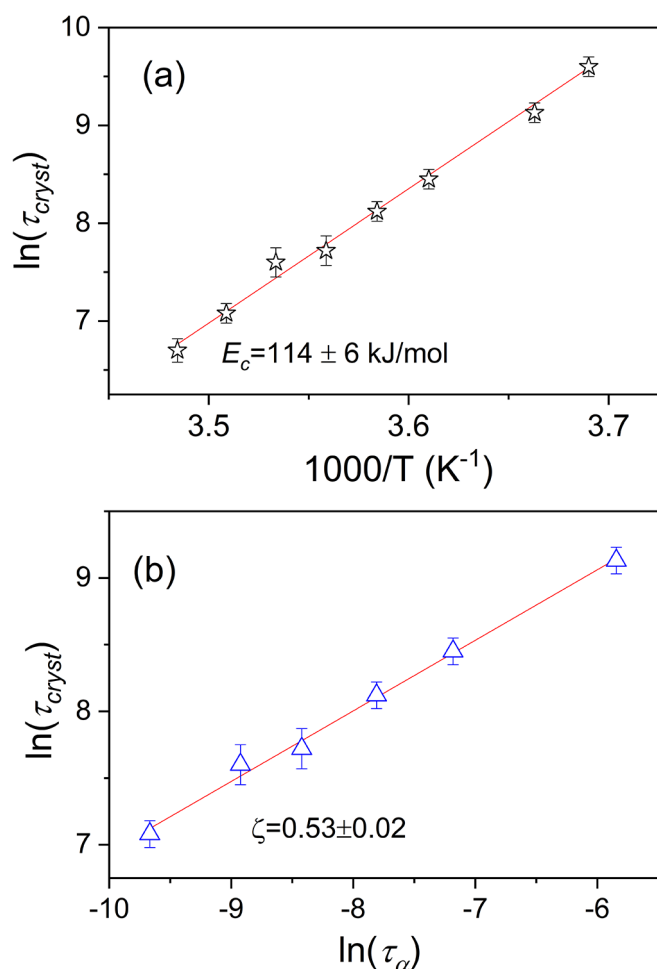 10
(a)
9
8
7
ln(τcryst)
Ec=114 ± 6 kJ/mol
3.5 3.6 3.7
1000/T (K-1)
(b)
9
8
7
ln(τcryst)
ζ=0.53±0.02
-10 -9 -8 -7 -6
ln(τα)